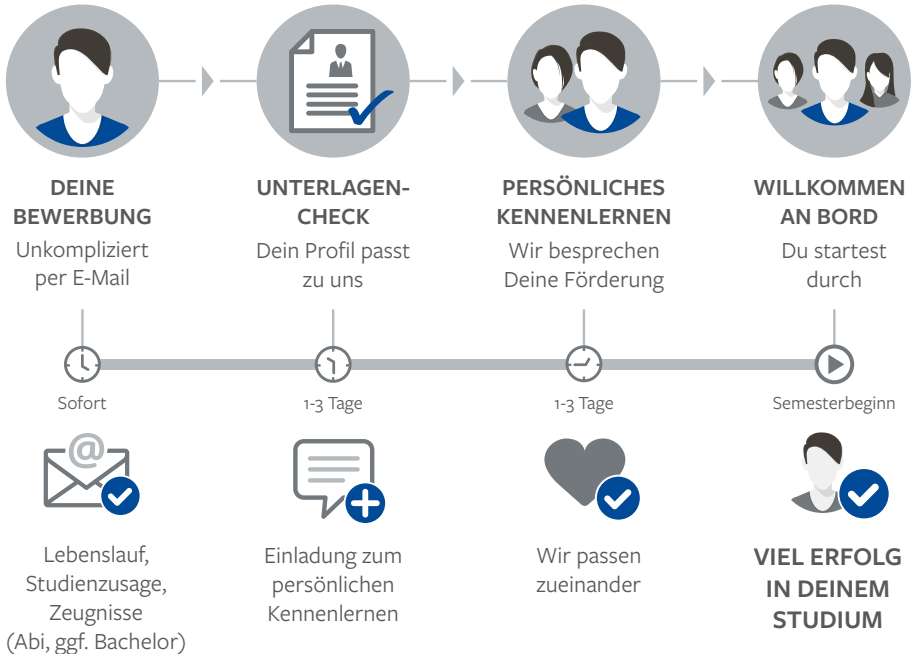 DEINE
BEWERBUNG
Unkompliziert
per E-Mail
UNTERLAGEN-
CHECK
Dein Profil passt
zu uns
PERSÖNLICHES
KENNENLERNEN
Wir besprechen
Deine Förderung
WILLKOMMEN
AN BORD
Du startest
durch
Sofort
1-3 Tage
1-3 Tage
Semesterbeginn
@
Lebenslauf,
Studienzusage,
Zeugnisse
(Abi, ggf. Bachelor)
Einladung zum
persönlichen
Kennenlernen
Wir passen
zueinander
VIEL ERFOLG
IN DEINEM
STUDIUM